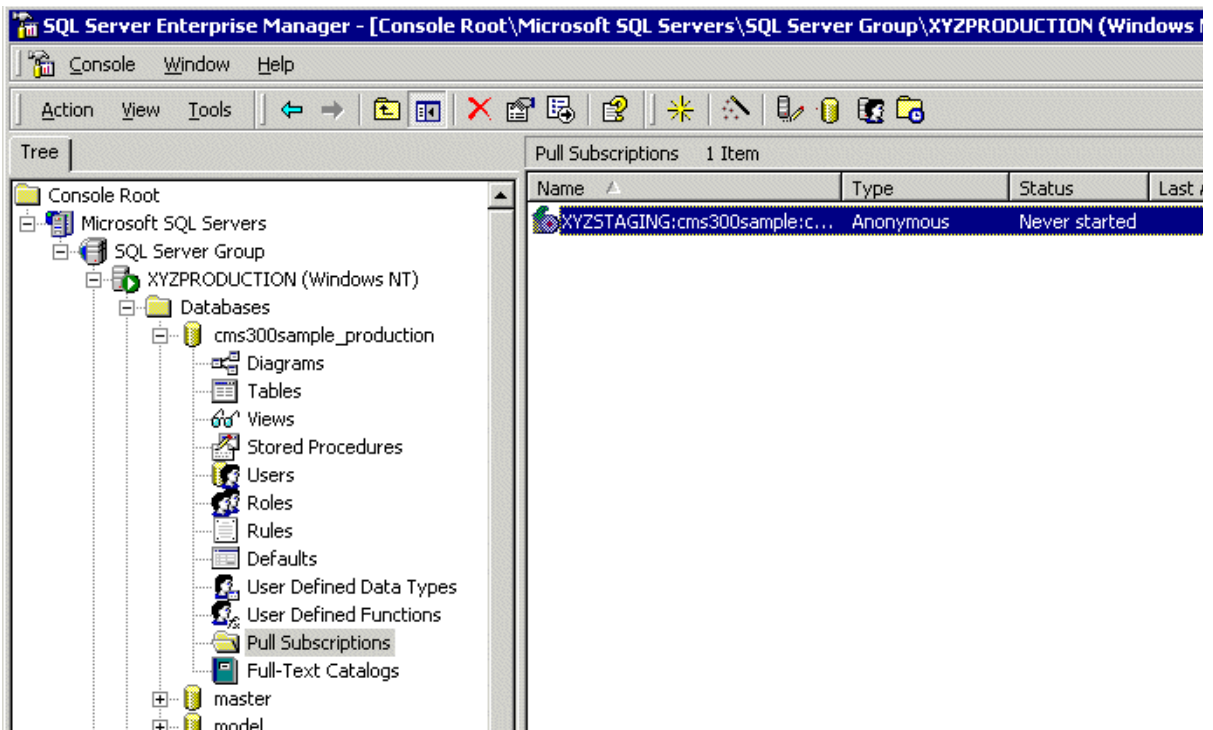 SQL Server Enterprise Manager - [Console Root\Microsoft SQL Servers\SQL Server Group\XYZPRODUCTION (Windows
Console Window Help
Action View Tools
Tree
Pull Subscriptions 1 Item
Name Type Status Last
Console Root
XYZSTAGING:cms300sample:c... Anonymous Never started
Microsoft SQL Servers
SQL Server Group
XYZPRODUCTION (Windows NT)
Databases
cms300sample_production
Diagrams
Tables
Views
Stored Procedures
Users
Roles
Rules
Defaults
User Defined Data Types
User Defined Functions
Pull Subscriptions
Full-Text Catalogs
master
model